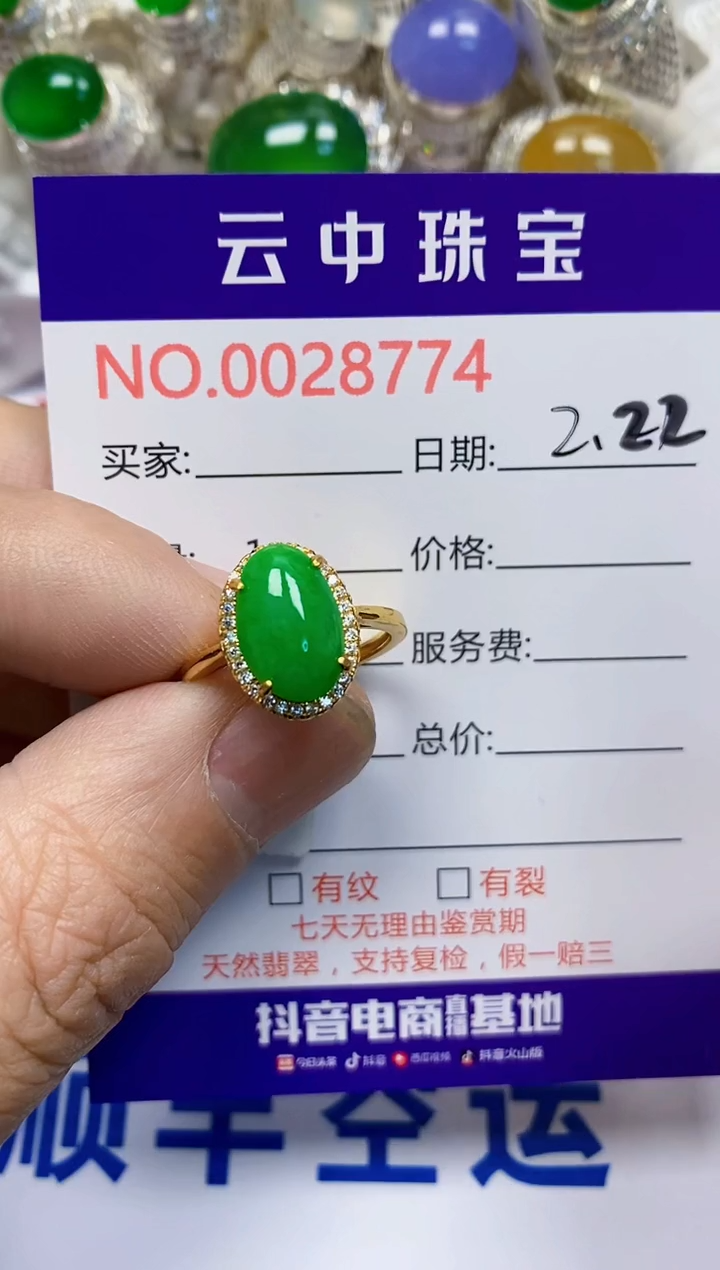 云中珠宝
NO.0028774
买家: 日期: 2.22
价格:
服务费:
总价:
□有纹 □有裂
七天无理由鉴赏期
天然翡翠，支持复检，假一赔三
抖音电商直播基地
今日头条 抖音 西瓜视频 抖音火山版
顺丰空运